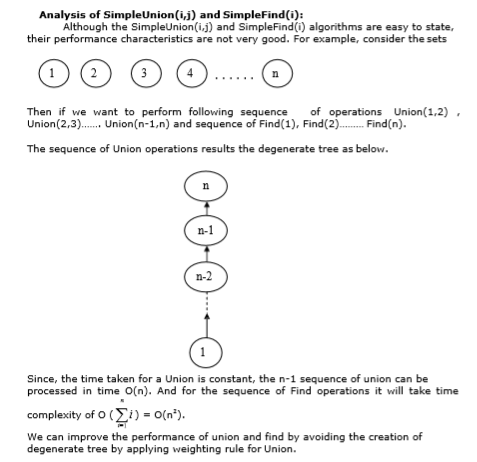 Analysis of SimpleUnion(i,j) and SimpleFind(i):
Although the SimpleUnion(i,j) and SimpleFind(i) algorithms are easy to state,
their performance characteristics are not very good. For example, consider the sets
1 2 3 4 ...... n
Then if we want to perform following sequence of operations Union(1,2) ,
Union(2,3)....... Union(n-1,n) and sequence of Find(1), Find(2)......... Find(n).
The sequence of Union operations results the degenerate tree as below.
n
n-1
n-2
1
Since, the time taken for a Union is constant, the n-1 sequence of union can be
processed in time O(n). And for the sequence of Find operations it will take time
complexity of O (∑_{i=1}^{n} i) = O(n²).
We can improve the performance of union and find by avoiding the creation of
degenerate tree by applying weighting rule for Union.